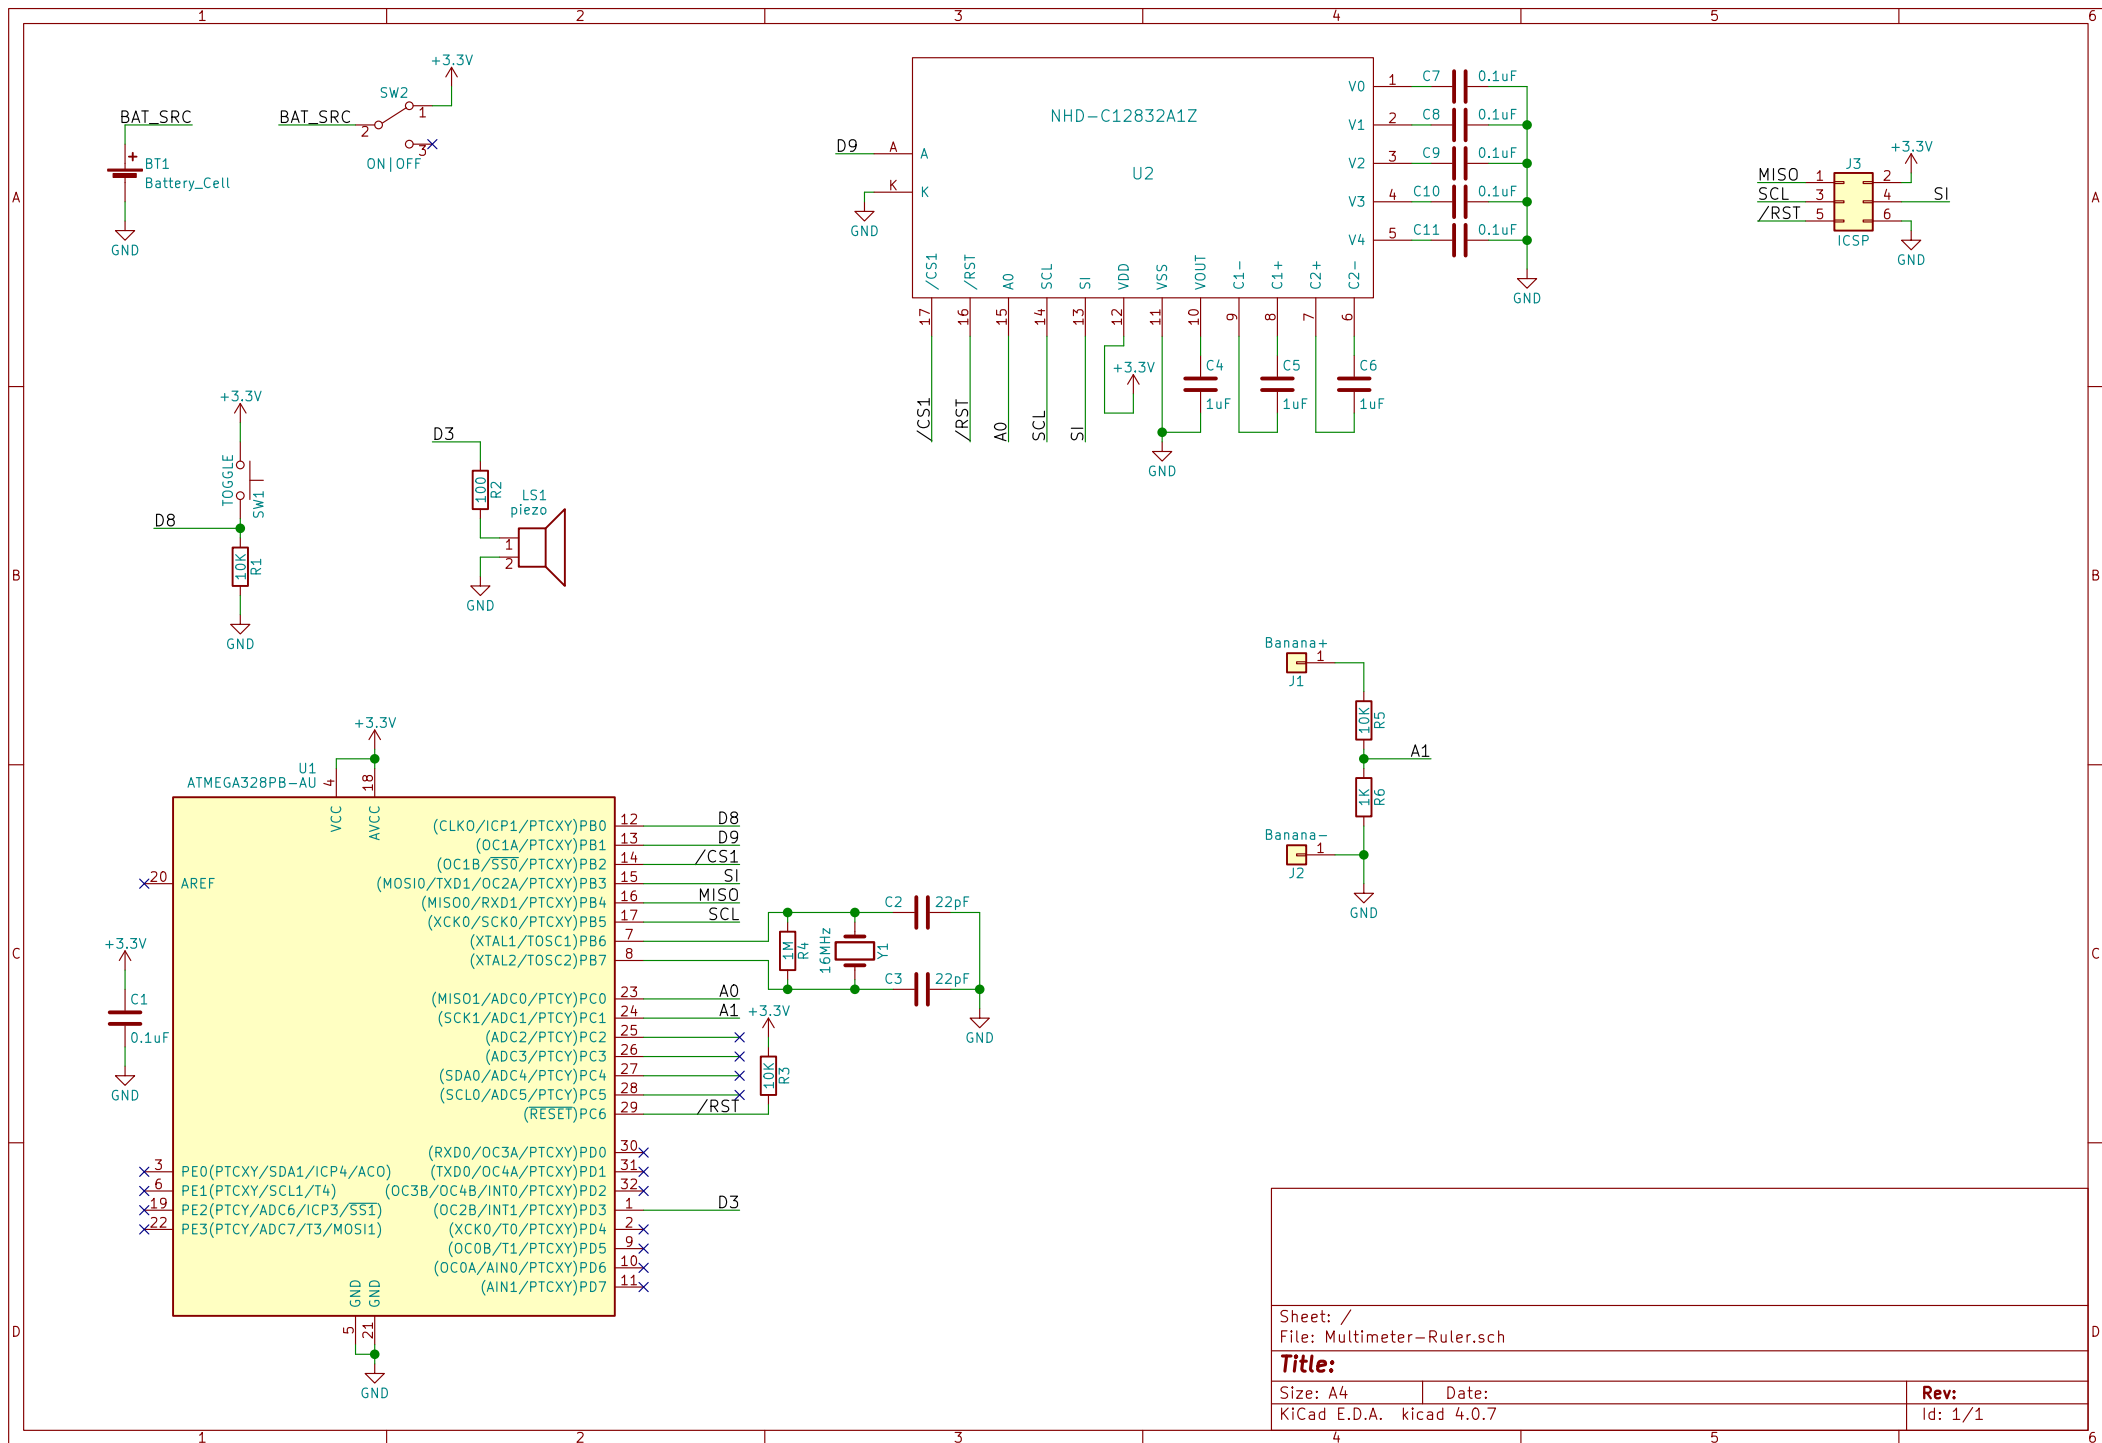 1 2 3 4 5 6
A
B
C
D
A
B
C
D
BAT_SRC
+
BT1
Battery_Cell
GND
+3.3V
SW2
BAT_SRC
1
2
3
ON|OFF
NHD-C12832A1Z
U2
D9 A A
K K
GND
V0 1 C7 0.1uF
V1 2 C8 0.1uF
V2 3 C9 0.1uF
V3 4 C10 0.1uF
V4 5 C11 0.1uF
GND
/CS1 /RST A0 SCL SI VDD VSS VOUT C1- C1+ C2+ C2-
17 16 15 14 13 12 11 10 9 8 7 6
+3.3V
C4 C5 C6
1uF 1uF 1uF
/CS1 /RST A0 SCL SI
GND
J3
+3.3V
MISO 1 2
SCL 3 4 SI
/RST 5 6
ICSP
GND
+3.3V
TOGGLE
SW1
D8
10K
R1
GND
D3
100
R2
LS1
piezo
1
2
GND
Banana+
1
J1
10K
R5
A1
1K
R6
Banana-
1
J2
GND
+3.3V
U1
ATMEGA328PB-AU
4 18
VCC AVCC
20 AREF
(CLKO/ICP1/PTCXY)PB0 12 D8
(OC1A/PTCXY)PB1 13 D9
(OC1B/SS0/PTCXY)PB2 14 /CS1
(MOSI0/TXD1/OC2A/PTCXY)PB3 15 SI
(MISO0/RXD1/PTCXY)PB4 16 MISO
(XCK0/SCK0/PTCXY)PB5 17 SCL
(XTAL1/TOSC1)PB6 7
(XTAL2/TOSC2)PB7 8
(MISO1/ADC0/PTCY)PC0 23 A0
(SCK1/ADC1/PTCY)PC1 24 A1
(ADC2/PTCY)PC2 25
(ADC3/PTCY)PC3 26
(SDA0/ADC4/PTCY)PC4 27
(SCL0/ADC5/PTCY)PC5 28
(RESET)PC6 29 /RST
(RXD0/OC3A/PTCXY)PD0 30
(TXD0/OC4A/PTCXY)PD1 31
(OC3B/OC4B/INT0/PTCXY)PD2 32
(OC2B/INT1/PTCXY)PD3 1 D3
(XCK0/T0/PTCXY)PD4 2
(OC0B/T1/PTCXY)PD5 9
(OC0A/AIN0/PTCXY)PD6 10
(AIN1/PTCXY)PD7 11
3 PE0(PTCXY/SDA1/ICP4/ACO)
6 PE1(PTCXY/SCL1/T4)
19 PE2(PTCY/ADC6/ICP3/SS1)
22 PE3(PTCY/ADC7/T3/MOSI1)
GND GND
5 21
GND
+3.3V
C1
0.1uF
GND
C2 22pF
1M
R4
16MHz
Y1
C3 22pF
GND
+3.3V
10K
R3
Sheet: /
File: Multimeter-Ruler.sch
Title:
Size: A4 Date: Rev:
KiCad E.D.A. kicad 4.0.7 Id: 1/1
1 2 3 4 5 6